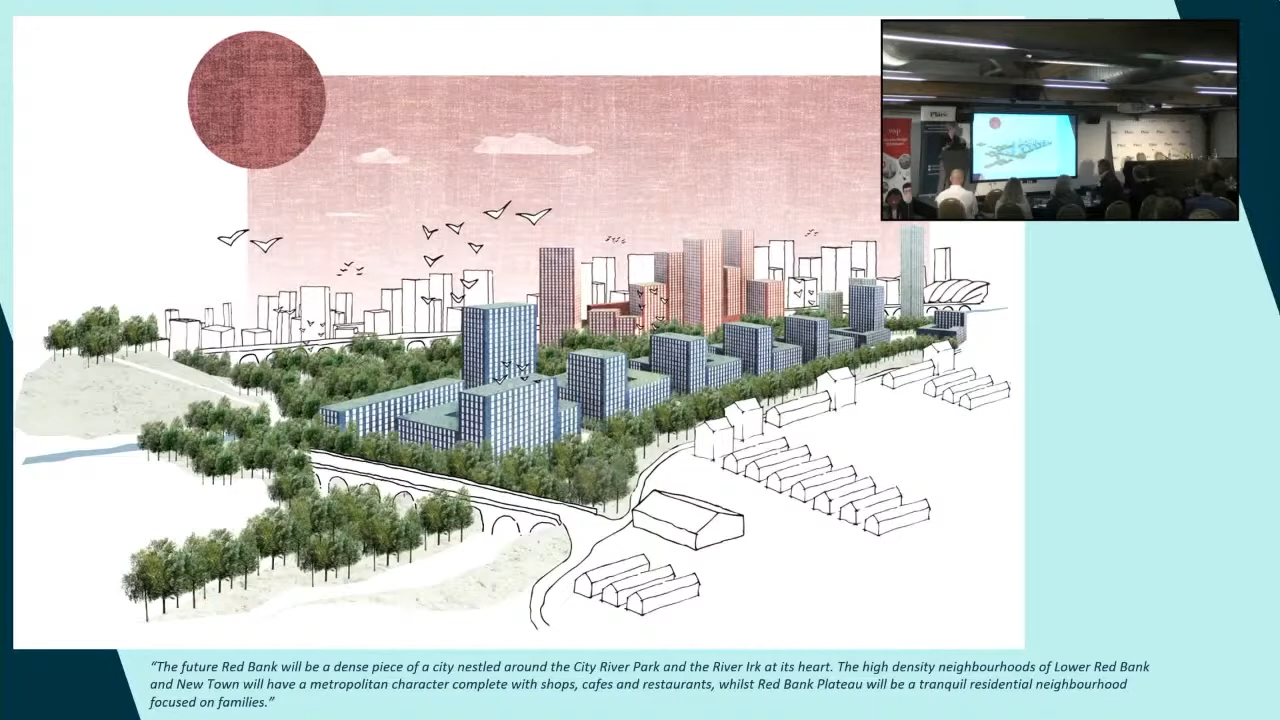 "The future Red Bank will be a dense piece of a city nestled around the City River Park and the River Irk at its heart. The high density neighbourhoods of Lower Red Bank
and New Town will have a metropolitan character complete with shops, cafes and restaurants, whilst Red Bank Plateau will be a tranquil residential neighbourhood
focused on families."